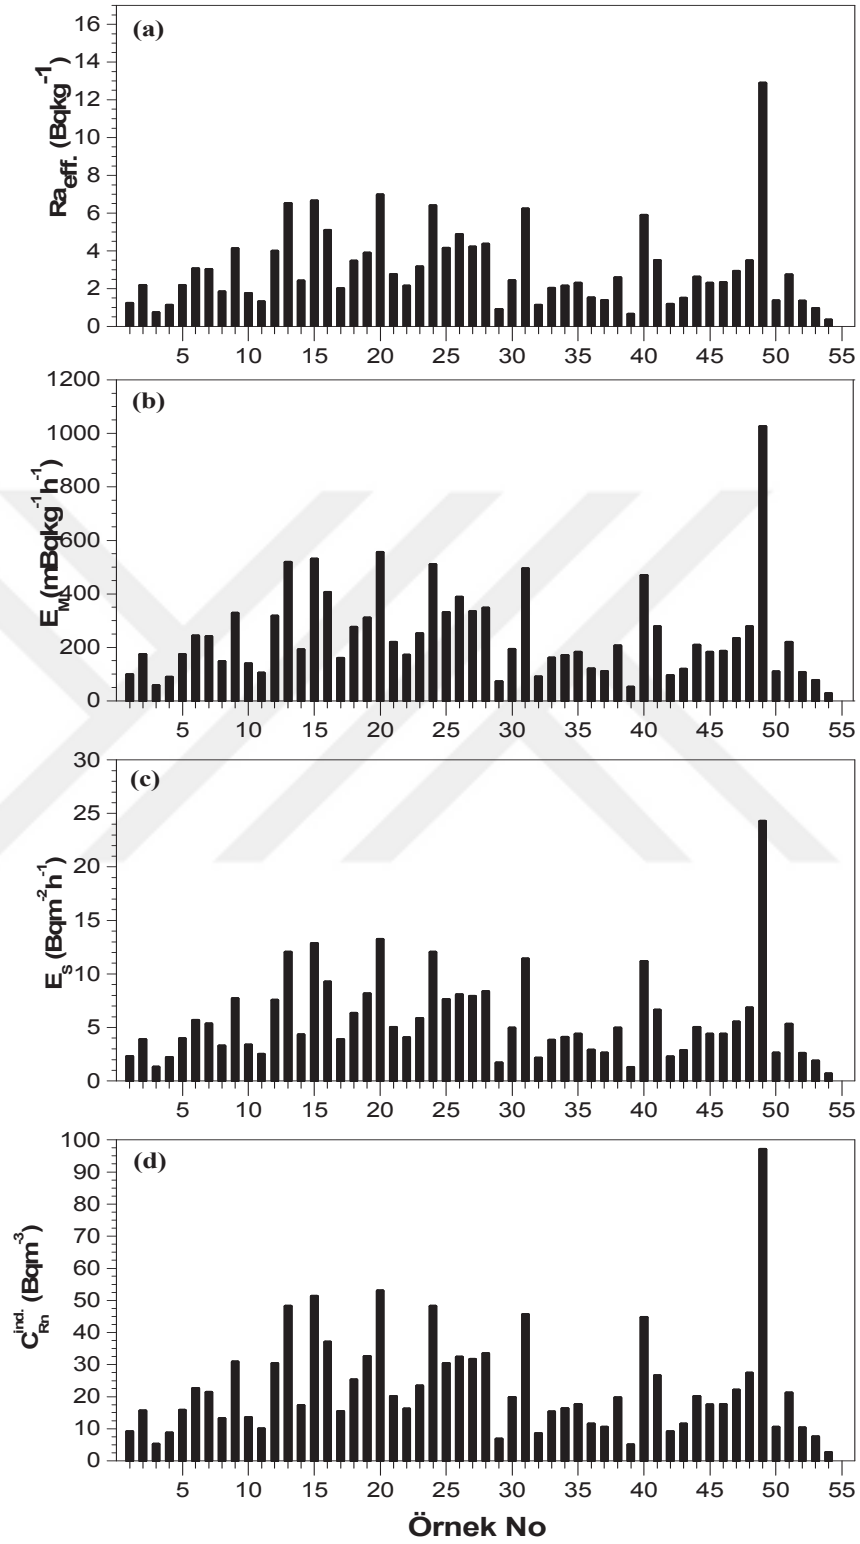 (a)
Ra_eff. (Bqkg^-1)
16
14
12
10
8
6
4
2
0
5 10 15 20 25 30 35 40 45 50 55
(b)
E_M (mBqkg^-1h^-1)
1200
1000
800
600
400
200
0
5 10 15 20 25 30 35 40 45 50 55
(c)
E_S (Bqm^-2h^-1)
30
25
20
15
10
5
0
5 10 15 20 25 30 35 40 45 50 55
(d)
C_Rn^ind. (Bqm^-3)
100
90
80
70
60
50
40
30
20
10
0
5 10 15 20 25 30 35 40 45 50 55
Örnek No